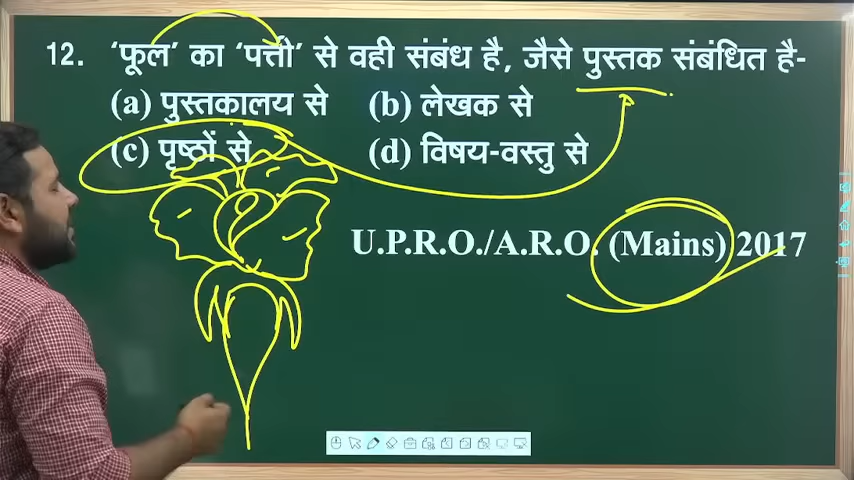 12. ‘फूल’ का ‘पत्ती’ से वही संबंध है, जैसे पुस्तक संबंधित है-
(a) पुस्तकालय से (b) लेखक से
(c) पृष्ठों से (d) विषय-वस्तु से
U.P.R.O./A.R.O. (Mains) 2017